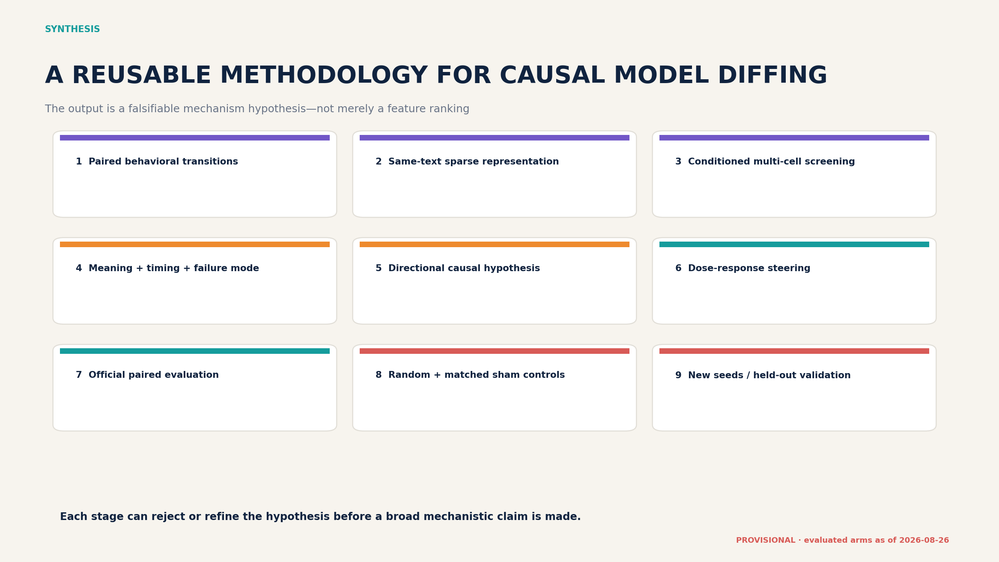 SYNTHESIS
A REUSABLE METHODOLOGY FOR CAUSAL MODEL DIFFING
The output is a falsifiable mechanism hypothesis—not merely a feature ranking
1 Paired behavioral transitions
2 Same-text sparse representation
3 Conditioned multi-cell screening
4 Meaning + timing + failure mode
5 Directional causal hypothesis
6 Dose-response steering
7 Official paired evaluation
8 Random + matched sham controls
9 New seeds / held-out validation
Each stage can reject or refine the hypothesis before a broad mechanistic claim is made.
PROVISIONAL · evaluated arms as of 2026-08-26